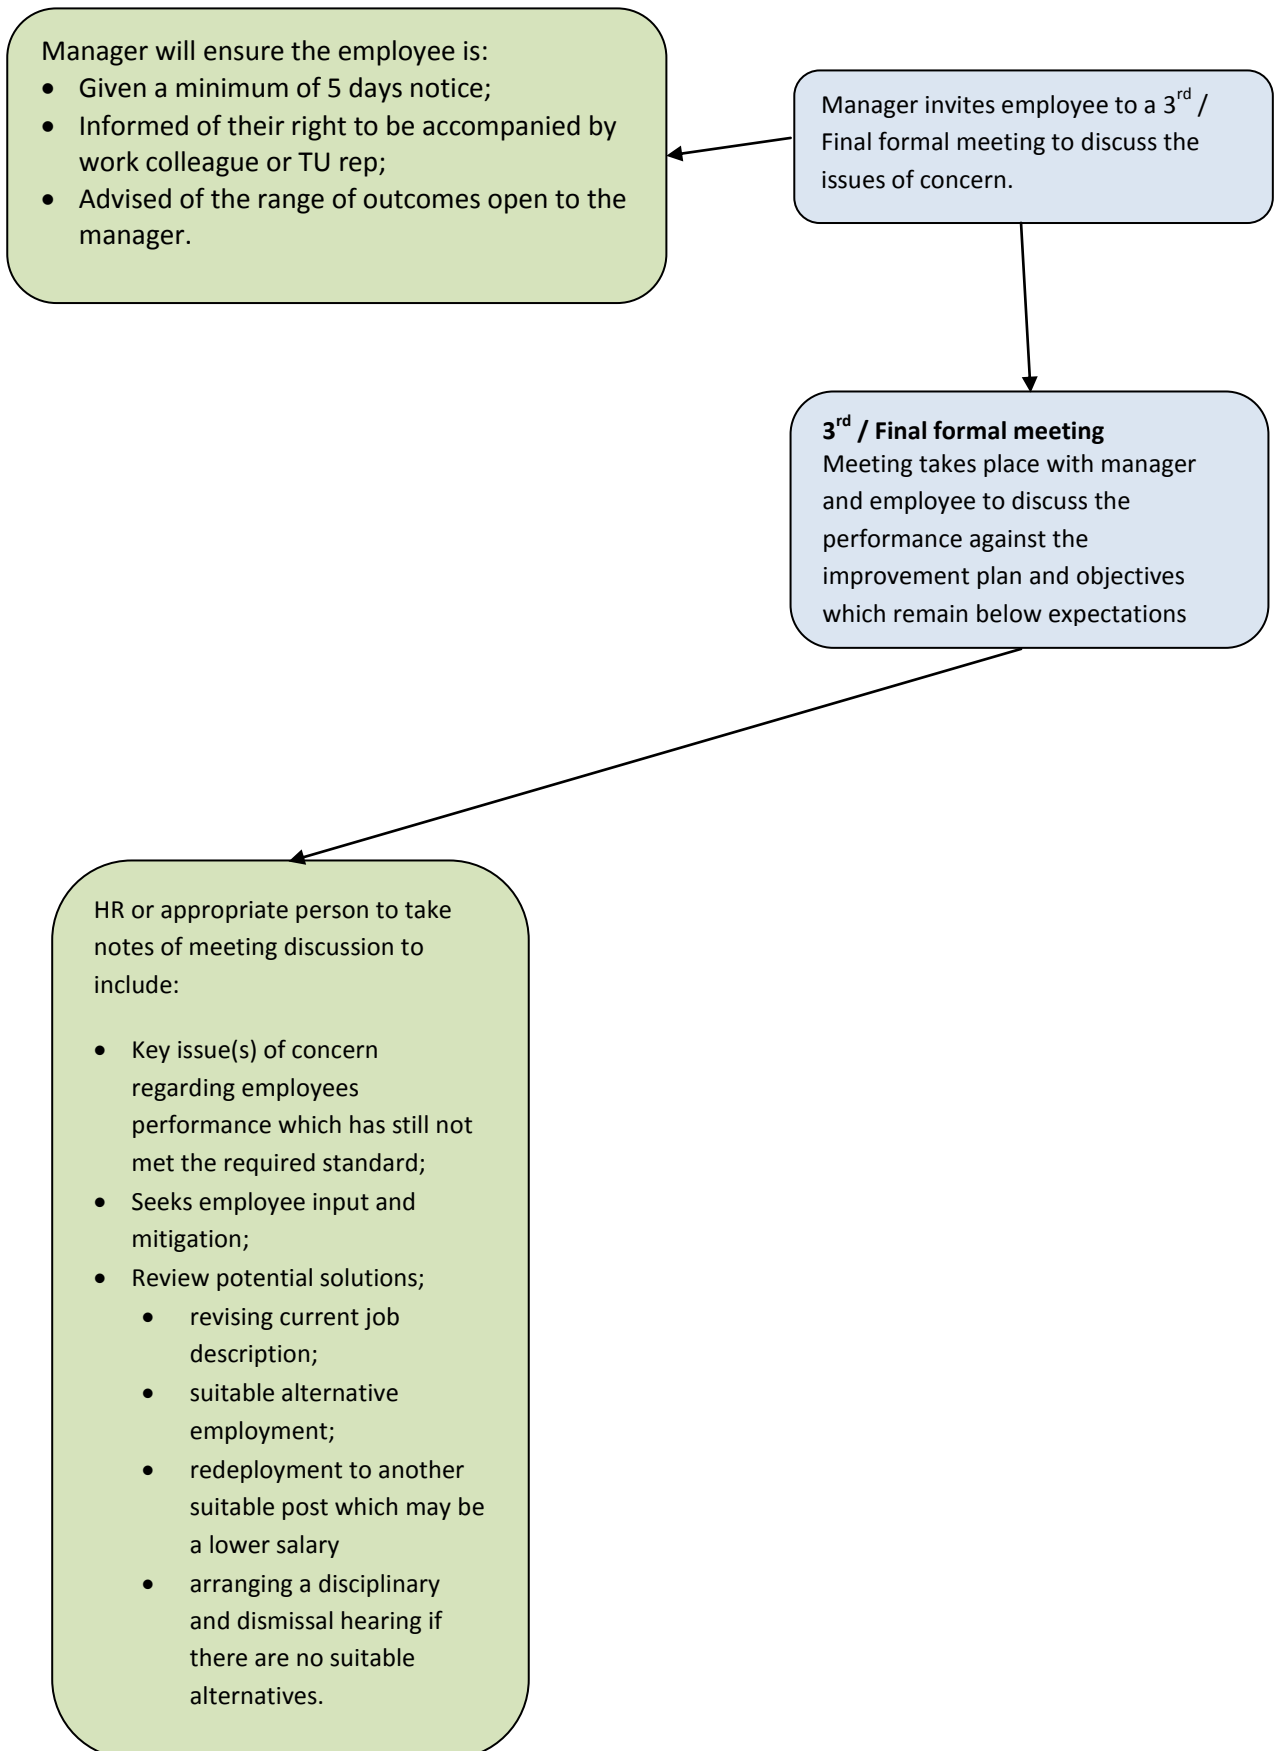 Manager will ensure the employee is:
• Given a minimum of 5 days notice;
• Informed of their right to be accompanied by
work colleague or TU rep;
• Advised of the range of outcomes open to the
manager.
Manager invites employee to a 3rd /
Final formal meeting to discuss the
issues of concern.
3rd / Final formal meeting
Meeting takes place with manager
and employee to discuss the
performance against the
improvement plan and objectives
which remain below expectations
HR or appropriate person to take
notes of meeting discussion to
include:
• Key issue(s) of concern
regarding employees
performance which has still not
met the required standard;
• Seeks employee input and
mitigation;
• Review potential solutions;
• revising current job
description;
• suitable alternative
employment;
• redeployment to another
suitable post which may be
a lower salary
• arranging a disciplinary
and dismissal hearing if
there are no suitable
alternatives.